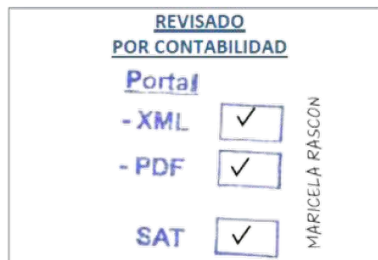 REVISADO
POR CONTABILIDAD
Portal
- XML ✓
- PDF ✓
SAT ✓
MARICELA RASCON